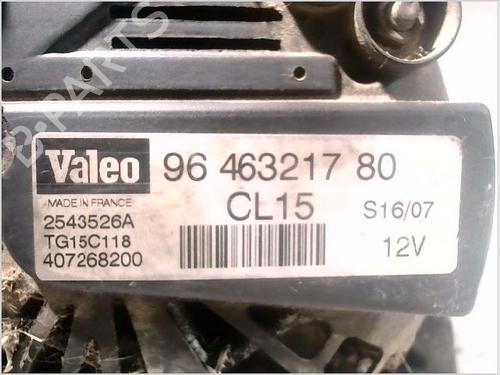 B-PARTS
Valeo
96 463217 80
MADE IN FRANCE
CL15
S16/07
2543526A
TG15C118
12V
407268200